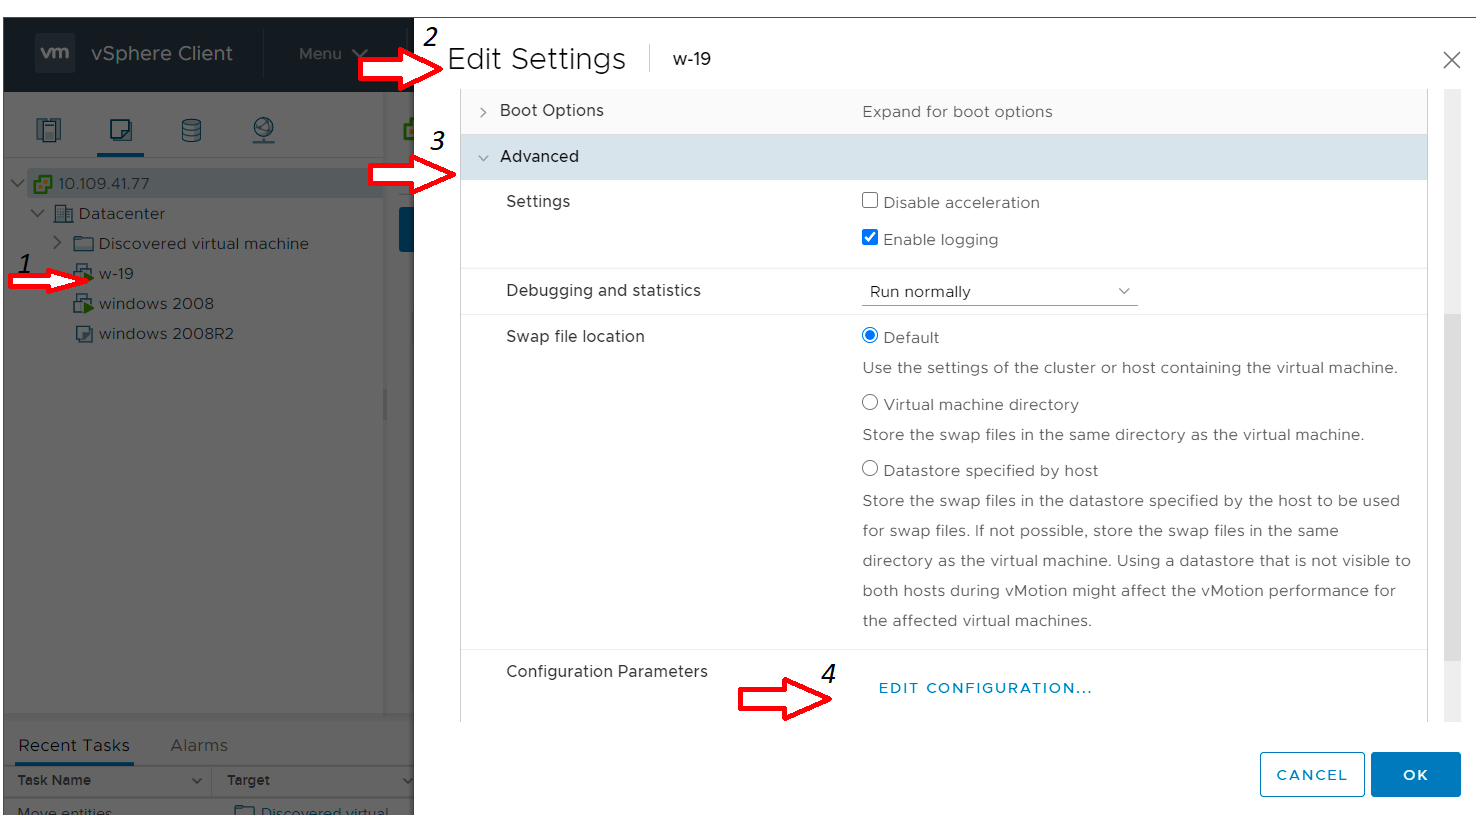 vm vSphere Client Menu
2
Edit Settings w-19
Boot Options Expand for boot options
3
Advanced
Settings Disable acceleration
Enable logging
Debugging and statistics Run normally
Swap file location Default
Use the settings of the cluster or host containing the virtual machine.
Virtual machine directory
Store the swap files in the same directory as the virtual machine.
Datastore specified by host
Store the swap files in the datastore specified by the host to be used
for swap files. If not possible, store the swap files in the same
directory as the virtual machine. Using a datastore that is not visible to
both hosts during vMotion might affect the vMotion performance for
the affected virtual machines.
Configuration Parameters
4
EDIT CONFIGURATION...
CANCEL OK
10.109.41.77
Datacenter
Discovered virtual machine
1
w-19
windows 2008
windows 2008R2
Recent Tasks Alarms
Task Name Target
Move entities Discovered virtual